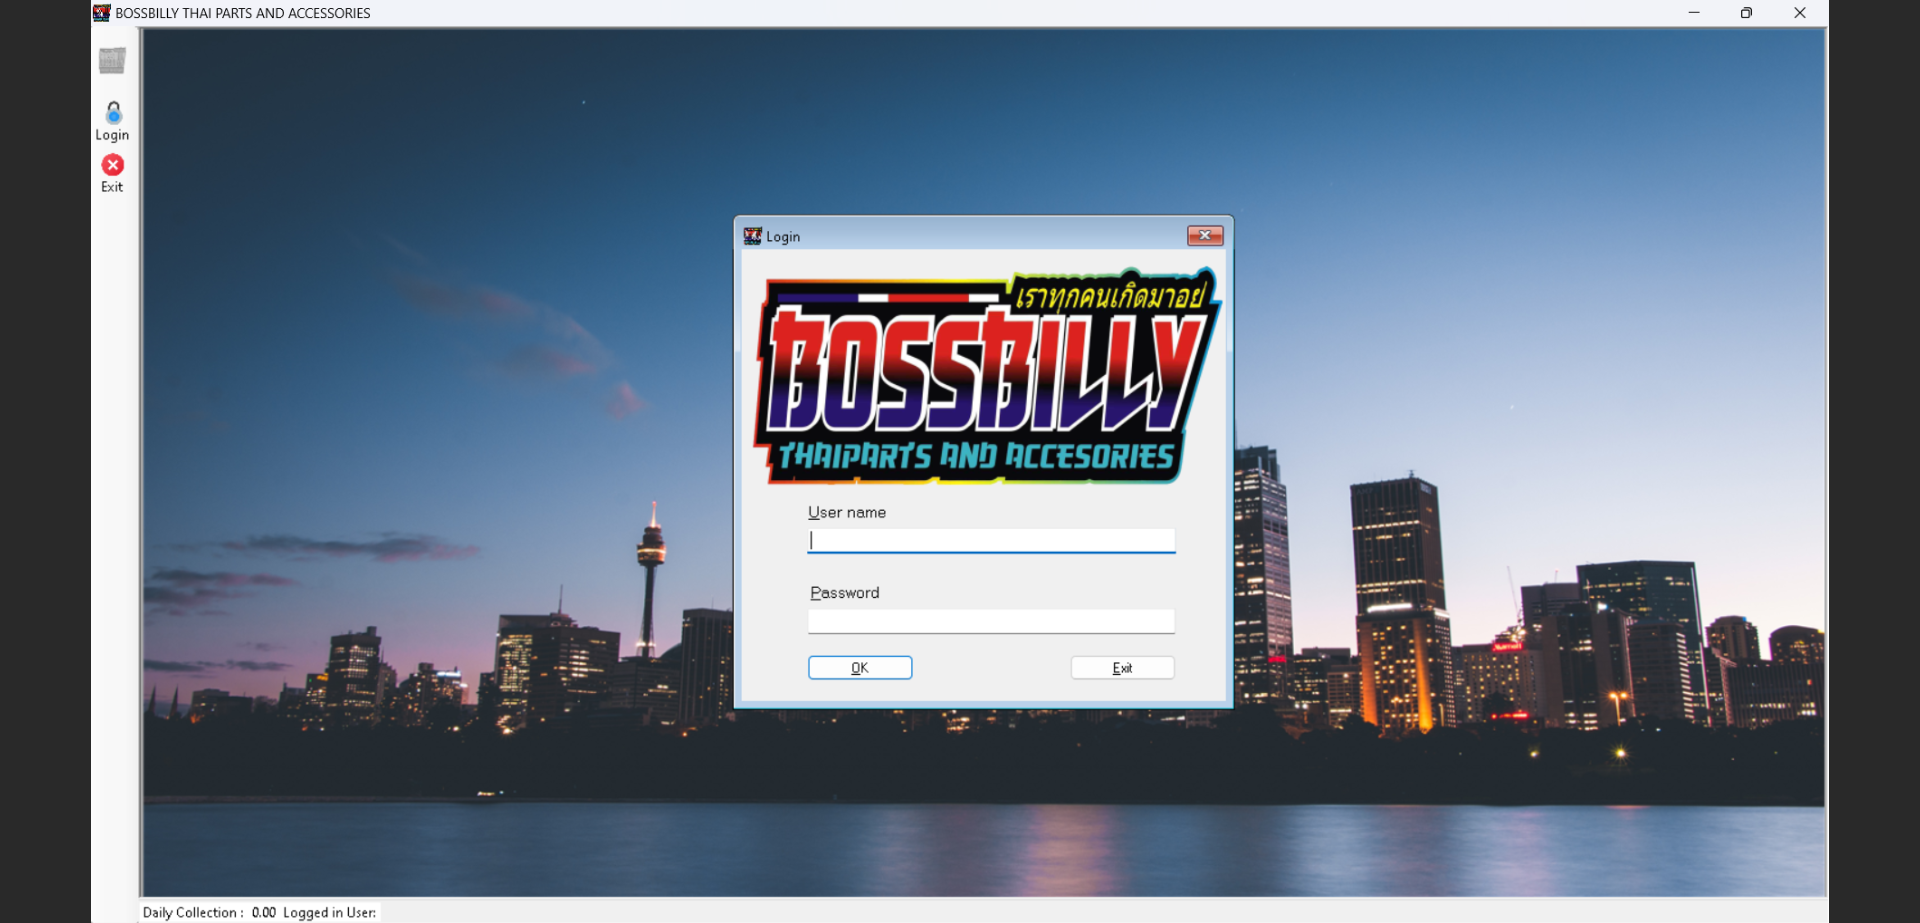 BOSSBILLY THAI PARTS AND ACCESSORIES
Login
Exit
Login
เราทุกคนเกิดมาอย่
BOSSBILLY
THAIPARTS AND ACCESORIES
User name
Password
OK
Exit
Daily Collection : 0.00 Logged in User: